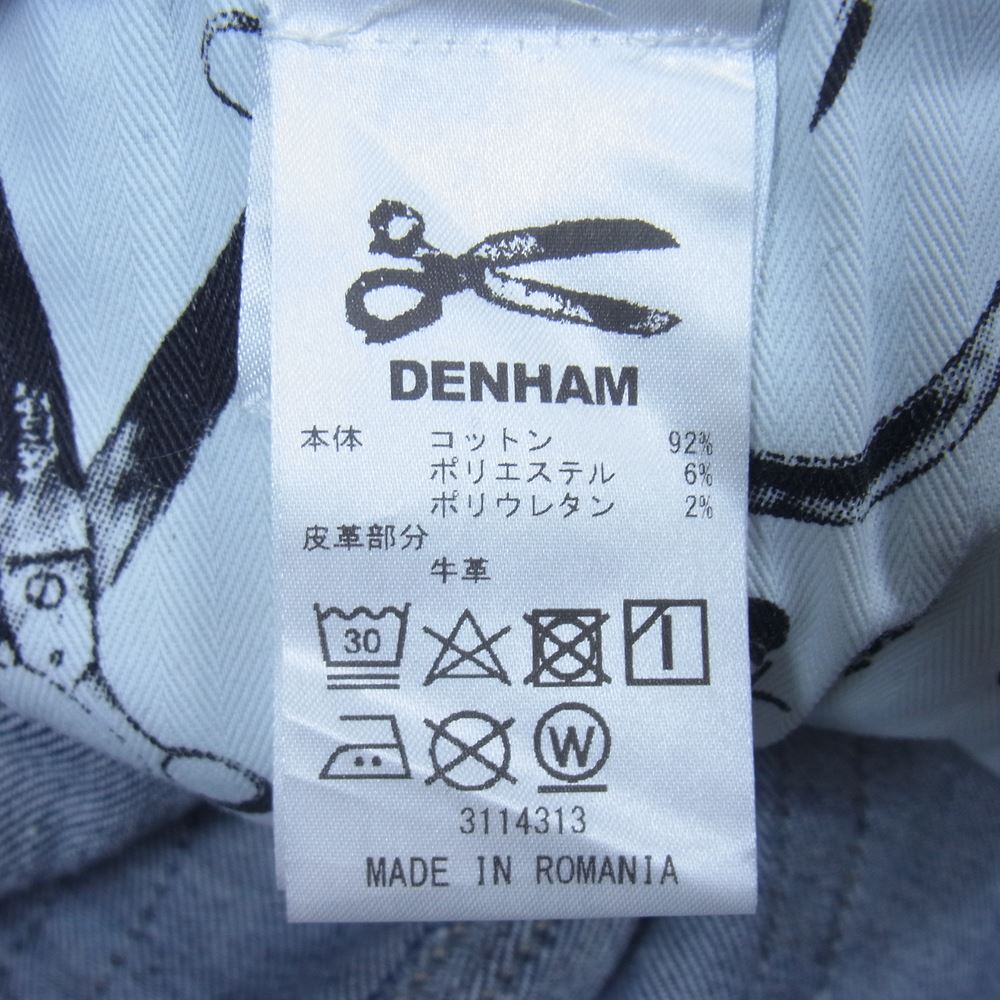 DENHAM
本体 コットン 92%
ポリエステル 6%
ポリウレタン 2%
皮革部分
牛革
30
W
3114313
MADE IN ROMANIA